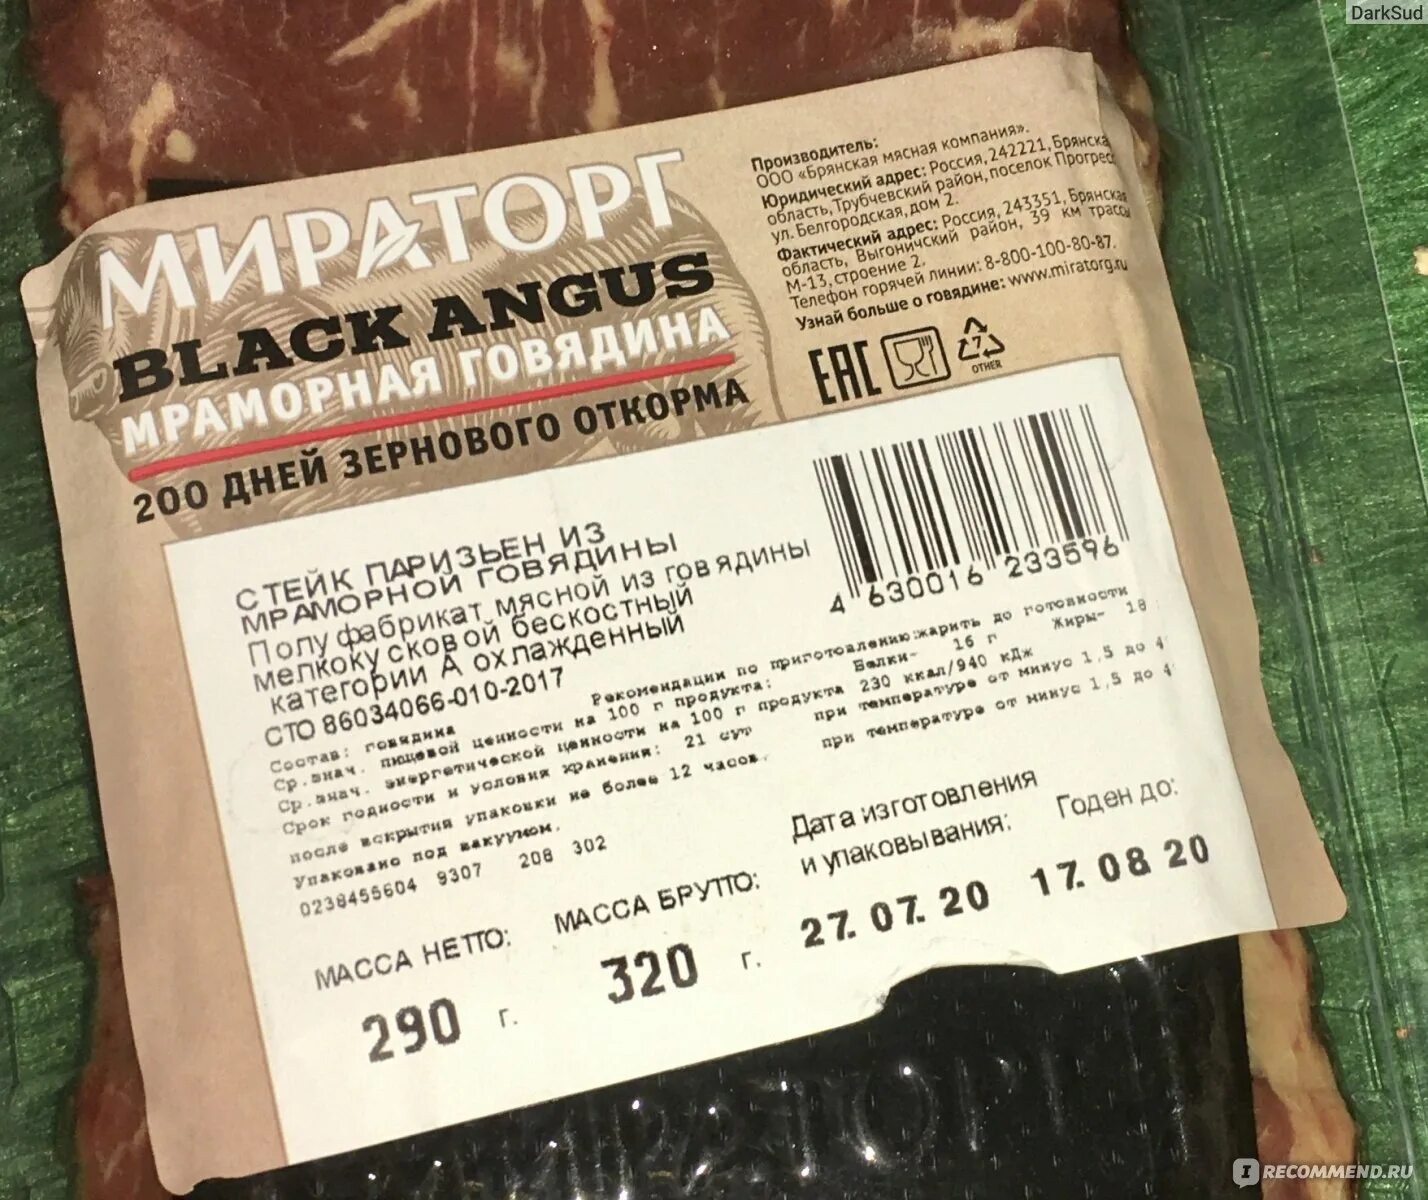 DarkSud
МИРАТОРГ
BLACK ANGUS
МРАМОРНАЯ ГОВЯДИНА
200 ДНЕЙ ЗЕРНОВОГО ОТКОРМА
Производитель:
ООО «Брянская мясная компания».
Юридический адрес: Россия, 242221, Брянска
область, Трубчевский район, поселок Прогрес
ул. Белгородская, дом 2.
Фактический адрес: Россия, 243351, Брянская
область, Выгоничский район, 39 км трассы
М-13, строение 2.
Телефон горячей линии: 8-800-100-80-87.
Узнай больше о говядине: www.miratorg.ru
EAC
7
OTHER
4 630016 233596
СТЕЙК ПАРИЗЬЕН ИЗ
МРАМОРНОЙ ГОВЯДИНЫ
Полуфабрикат мясной из говядины
мелкокусковой бескостный
категории А охлажденный
СТО 86034066-010-2017
Состав: говядина Рекомендации по приготовлению:жарить до готовности
Ср.знач. пищевой ценности на 100 г продукта: Белки- 16 г Жиры- 18
Ср.знач. энергетической ценности на 100 г продукта 230 ккал/940 кДж
Срок годности и условия хранения: 21 сут при температуре от минус 1,5 до 4
после вскрытия упаковки не более 12 часов. при температуре от минус 1,5 до 4
Упаковано под вакуумом.
0238455604 9307 208 302
МАССА НЕТТО:
290 г.
МАССА БРУТТО:
320 г.
Дата изготовления
и упаковывания:
27.07.20
Годен до:
17.08 20
IRECOMMEND.RU